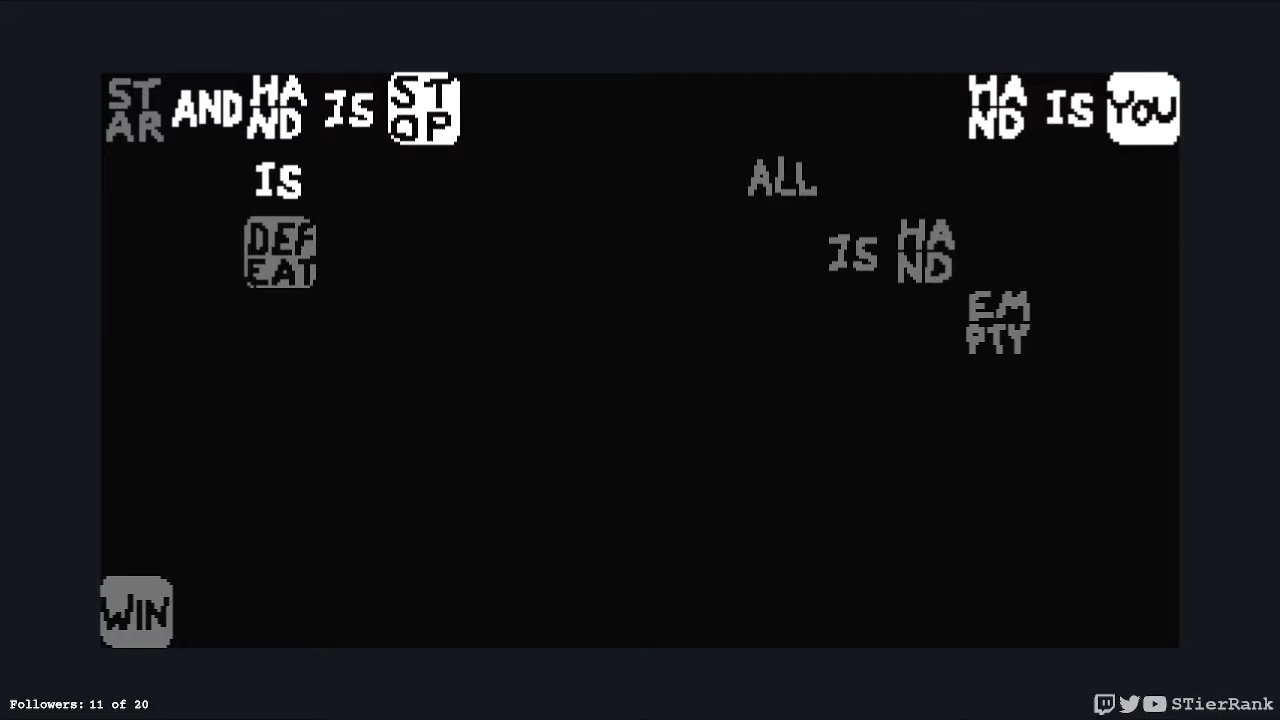 STAR AND HAND IS STOP HAND IS YOU
IS ALL
DEFEAT IS HAND
EMPTY
WIN
Followers: 11 of 20 STierRank